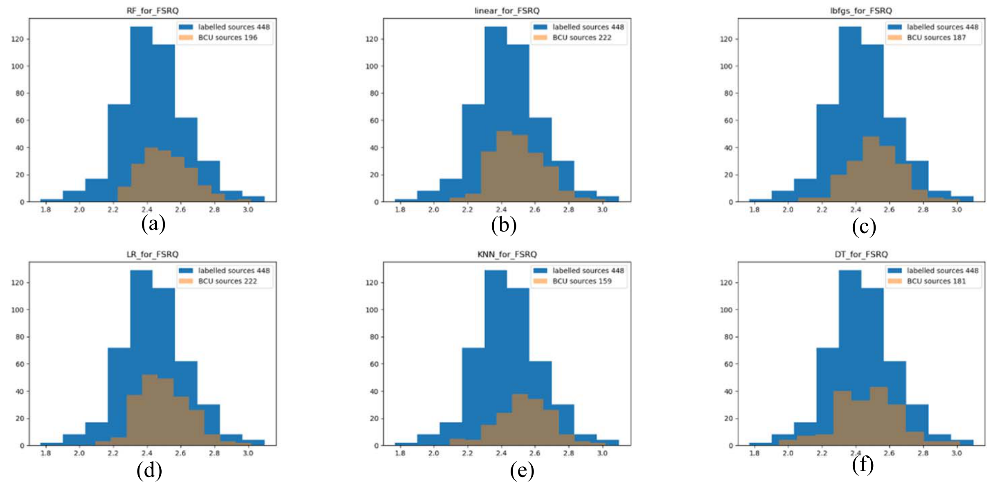 RF_for_FSRQ
labelled sources 448
BCU sources 196
120
100
80
60
40
20
0
1.8 2.0 2.2 2.4 2.6 2.8 3.0
(a)
linear_for_FSRQ
labelled sources 448
BCU sources 222
120
100
80
60
40
20
0
1.8 2.0 2.2 2.4 2.6 2.8 3.0
(b)
lbfgs_for_FSRQ
labelled sources 448
BCU sources 187
120
100
80
60
40
20
0
1.8 2.0 2.2 2.4 2.6 2.8 3.0
(c)
LR_for_FSRQ
labelled sources 448
BCU sources 222
120
100
80
60
40
20
0
1.8 2.0 2.2 2.4 2.6 2.8 3.0
(d)
KNN_for_FSRQ
labelled sources 448
BCU sources 159
120
100
80
60
40
20
0
1.8 2.0 2.2 2.4 2.6 2.8 3.0
(e)
DT_for_FSRQ
labelled sources 448
BCU sources 181
120
100
80
60
40
20
0
1.8 2.0 2.2 2.4 2.6 2.8 3.0
(f)